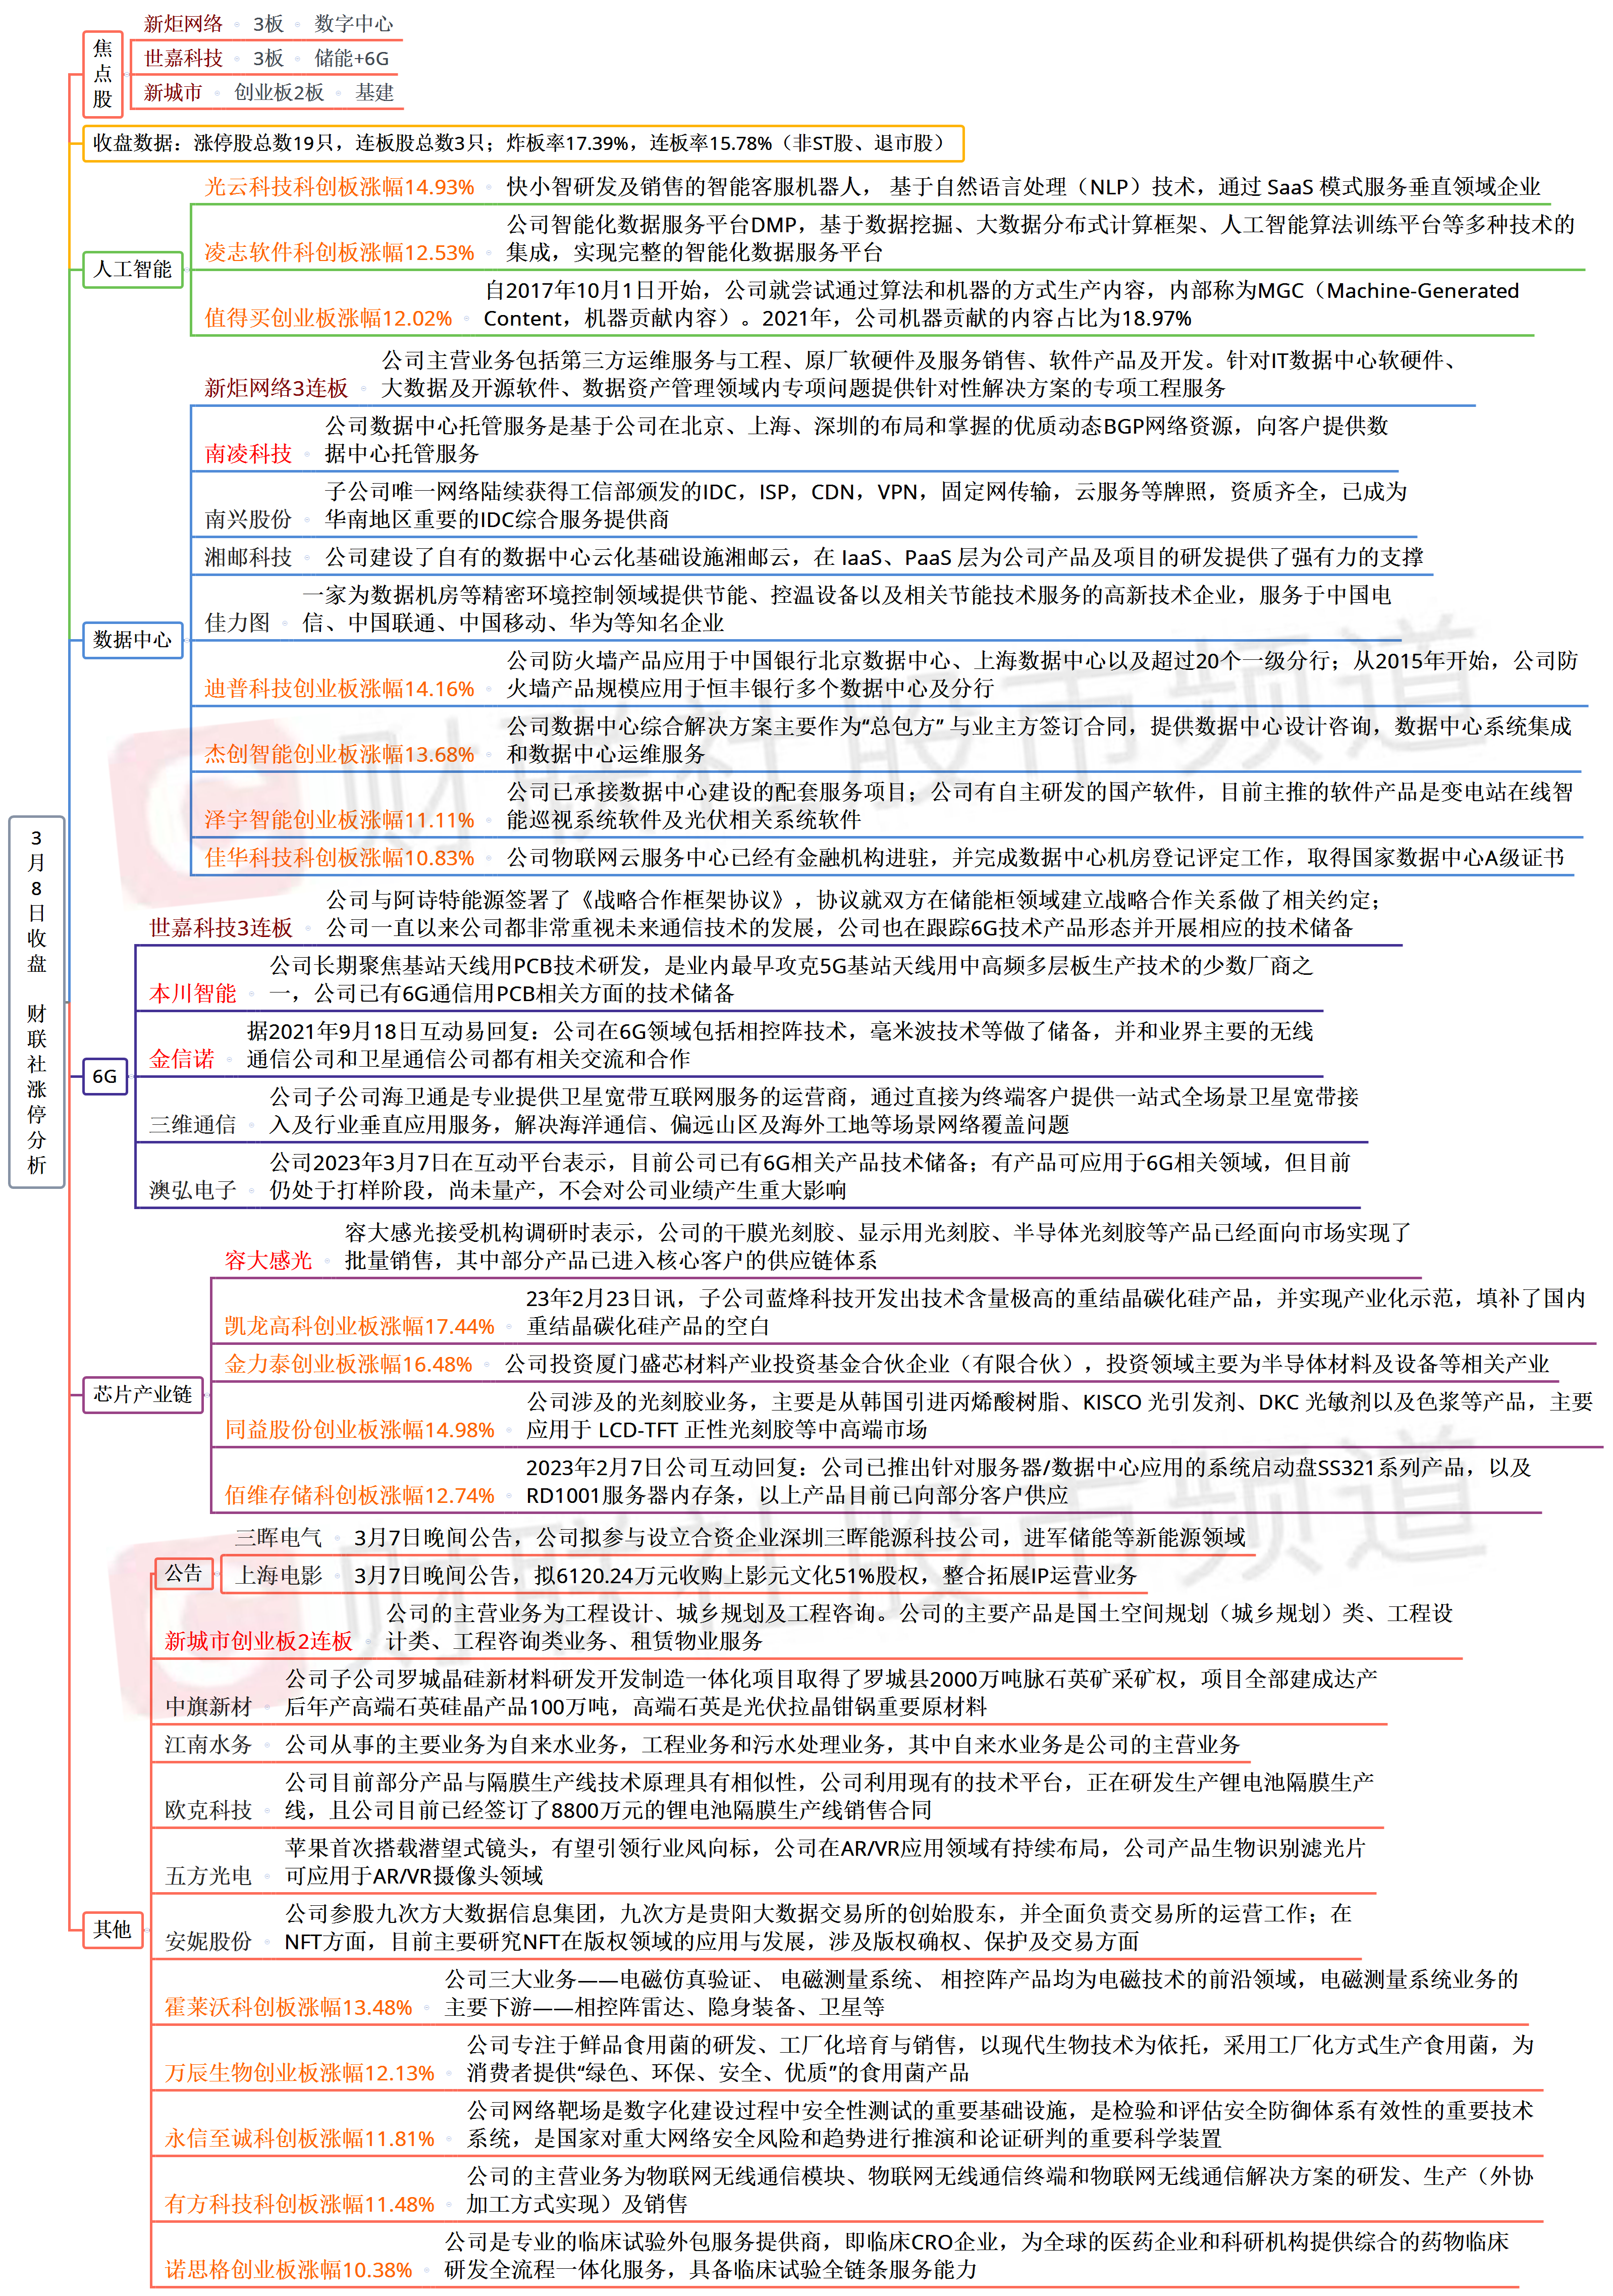 3月8日收盘 财联社涨停分析
焦点股
新炬网络 3板 数字中心
世嘉科技 3板 储能+6G
新城市 创业板2板 基建
收盘数据：涨停股总数19只，连板股总数3只；炸板率17.39%，连板率15.78%（非ST股、退市股）
人工智能
光云科技科创板涨幅14.93% 快小智研发及销售的智能客服机器人， 基于自然语言处理（NLP）技术，通过 SaaS 模式服务垂直领域企业
公司智能化数据服务平台DMP，基于数据挖掘、大数据分布式计算框架、人工智能算法训练平台等多种技术的
凌志软件科创板涨幅12.53% 集成，实现完整的智能化数据服务平台
自2017年10月1日开始，公司就尝试通过算法和机器的方式生产内容，内部称为MGC（Machine-Generated
值得买创业板涨幅12.02% Content，机器贡献内容）。2021年，公司机器贡献的内容占比为18.97%
数据中心
公司主营业务包括第三方运维服务与工程、原厂软硬件及服务销售、软件产品及开发。针对IT数据中心软硬件、
新炬网络3连板 大数据及开源软件、数据资产管理领域内专项问题提供针对性解决方案的专项工程服务
公司数据中心托管服务是基于公司在北京、上海、深圳的布局和掌握的优质动态BGP网络资源，向客户提供数
南凌科技 据中心托管服务
子公司唯一网络陆续获得工信部颁发的IDC，ISP，CDN，VPN，固定网传输，云服务等牌照，资质齐全，已成为
南兴股份 华南地区重要的IDC综合服务提供商
湘邮科技 公司建设了自有的数据中心云化基础设施湘邮云，在 IaaS、PaaS 层为公司产品及项目的研发提供了强有力的支撑
一家为数据机房等精密环境控制领域提供节能、控温设备以及相关节能技术服务的高新技术企业，服务于中国电
佳力图 信、中国联通、中国移动、华为等知名企业
公司防火墙产品应用于中国银行北京数据中心、上海数据中心以及超过20个一级分行；从2015年开始，公司防
迪普科技创业板涨幅14.16% 火墙产品规模应用于恒丰银行多个数据中心及分行
公司数据中心综合解决方案主要作为“总包方” 与业主方签订合同，提供数据中心设计咨询，数据中心系统集成
杰创智能创业板涨幅13.68% 和数据中心运维服务
公司已承接数据中心建设的配套服务项目；公司有自主研发的国产软件，目前主推的软件产品是变电站在线智
泽宇智能创业板涨幅11.11% 能巡视系统软件及光伏相关系统软件
佳华科技科创板涨幅10.83% 公司物联网云服务中心已经有金融机构进驻，并完成数据中心机房登记评定工作，取得国家数据中心A级证书
6G
公司与阿诗特能源签署了《战略合作框架协议》，协议就双方在储能柜领域建立战略合作关系做了相关约定；
世嘉科技3连板 公司一直以来公司都非常重视未来通信技术的发展，公司也在跟踪6G技术产品形态并开展相应的技术储备
公司长期聚焦基站天线用PCB技术研发，是业内最早攻克5G基站天线用中高频多层板生产技术的少数厂商之
本川智能 一，公司已有6G通信用PCB相关方面的技术储备
据2021年9月18日互动易回复：公司在6G领域包括相控阵技术，毫米波技术等做了储备，并和业界主要的无线
金信诺 通信公司和卫星通信公司都有相关交流和合作
公司子公司海卫通是专业提供卫星宽带互联网服务的运营商，通过直接为终端客户提供一站式全场景卫星宽带接
三维通信 入及行业垂直应用服务，解决海洋通信、偏远山区及海外工地等场景网络覆盖问题
公司2023年3月7日在互动平台表示，目前公司已有6G相关产品技术储备；有产品可应用于6G相关领域，但目前
澳弘电子 仍处于打样阶段，尚未量产，不会对公司业绩产生重大影响
芯片产业链
容大感光接受机构调研时表示，公司的干膜光刻胶、显示用光刻胶、半导体光刻胶等产品已经面向市场实现了
容大感光 批量销售，其中部分产品已进入核心客户的供应链体系
23年2月23日讯，子公司蓝烽科技开发出技术含量极高的重结晶碳化硅产品，并实现产业化示范，填补了国内
凯龙高科创业板涨幅17.44% 重结晶碳化硅产品的空白
金力泰创业板涨幅16.48% 公司投资厦门盛芯材料产业投资基金合伙企业（有限合伙），投资领域主要为半导体材料及设备等相关产业
公司涉及的光刻胶业务，主要是从韩国引进丙烯酸树脂、KISCO 光引发剂、DKC 光敏剂以及色浆等产品，主要
同益股份创业板涨幅14.98% 应用于 LCD-TFT 正性光刻胶等中高端市场
2023年2月7日公司互动回复：公司已推出针对服务器/数据中心应用的系统启动盘SS321系列产品，以及
佰维存储科创板涨幅12.74% RD1001服务器内存条，以上产品目前已向部分客户供应
其他
公告
三晖电气 3月7日晚间公告，公司拟参与设立合资企业深圳三晖能源科技公司，进军储能等新能源领域
上海电影 3月7日晚间公告，拟6120.24万元收购上影元文化51%股权，整合拓展IP运营业务
公司的主营业务为工程设计、城乡规划及工程咨询。公司的主要产品是国土空间规划（城乡规划）类、工程设
新城市创业板2连板 计类、工程咨询类业务、租赁物业服务
公司子公司罗城晶硅新材料研发开发制造一体化项目取得了罗城县2000万吨脉石英矿采矿权，项目全部建成达产
中旗新材 后年产高端石英硅晶产品100万吨，高端石英是光伏拉晶钳锅重要原材料
江南水务 公司从事的主要业务为自来水业务，工程业务和污水处理业务，其中自来水业务是公司的主营业务
公司目前部分产品与隔膜生产线技术原理具有相似性，公司利用现有的技术平台，正在研发生产锂电池隔膜生产
欧克科技 线，且公司目前已经签订了8800万元的锂电池隔膜生产线销售合同
苹果首次搭载潜望式镜头，有望引领行业风向标，公司在AR/VR应用领域有持续布局，公司产品生物识别滤光片
五方光电 可应用于AR/VR摄像头领域
公司参股九次方大数据信息集团，九次方是贵阳大数据交易所的创始股东，并全面负责交易所的运营工作；在
安妮股份 NFT方面，目前主要研究NFT在版权领域的应用与发展，涉及版权确权、保护及交易方面
公司三大业务——电磁仿真验证、 电磁测量系统、 相控阵产品均为电磁技术的前沿领域，电磁测量系统业务的
霍莱沃科创板涨幅13.48% 主要下游——相控阵雷达、隐身装备、卫星等
公司专注于鲜品食用菌的研发、工厂化培育与销售，以现代生物技术为依托，采用工厂化方式生产食用菌，为
万辰生物创业板涨幅12.13% 消费者提供“绿色、环保、安全、优质”的食用菌产品
公司网络靶场是数字化建设过程中安全性测试的重要基础设施，是检验和评估安全防御体系有效性的重要技术
永信至诚科创板涨幅11.81% 系统，是国家对重大网络安全风险和趋势进行推演和论证研判的重要科学装置
公司的主营业务为物联网无线通信模块、物联网无线通信终端和物联网无线通信解决方案的研发、生产（外协
有方科技科创板涨幅11.48% 加工方式实现）及销售
公司是专业的临床试验外包服务提供商，即临床CRO企业，为全球的医药企业和科研机构提供综合的药物临床
诺思格创业板涨幅10.38% 研发全流程一体化服务，具备临床试验全链条服务能力
财联社股市频道
财联社股市频道